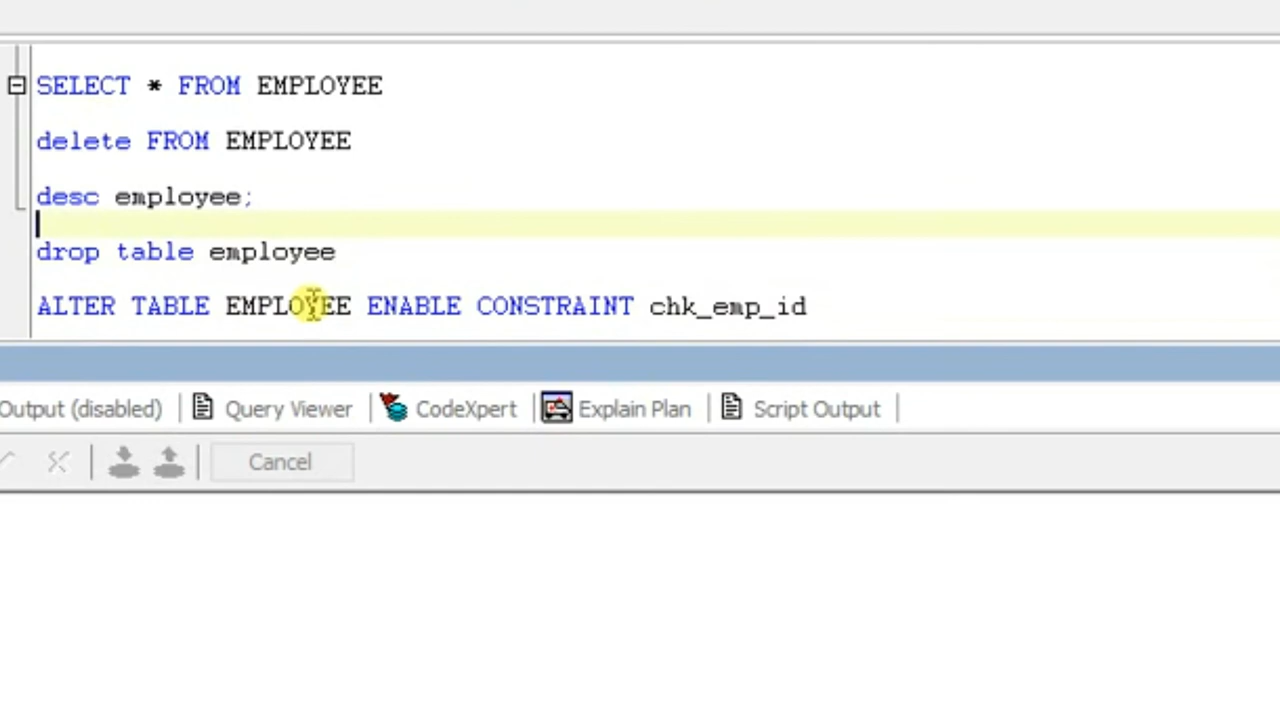 SELECT * FROM EMPLOYEE
delete FROM EMPLOYEE
desc employee;
drop table employee
ALTER TABLE EMPLOYEE ENABLE CONSTRAINT chk_emp_id
Output (disabled) Query Viewer CodeXpert Explain Plan Script Output
Cancel